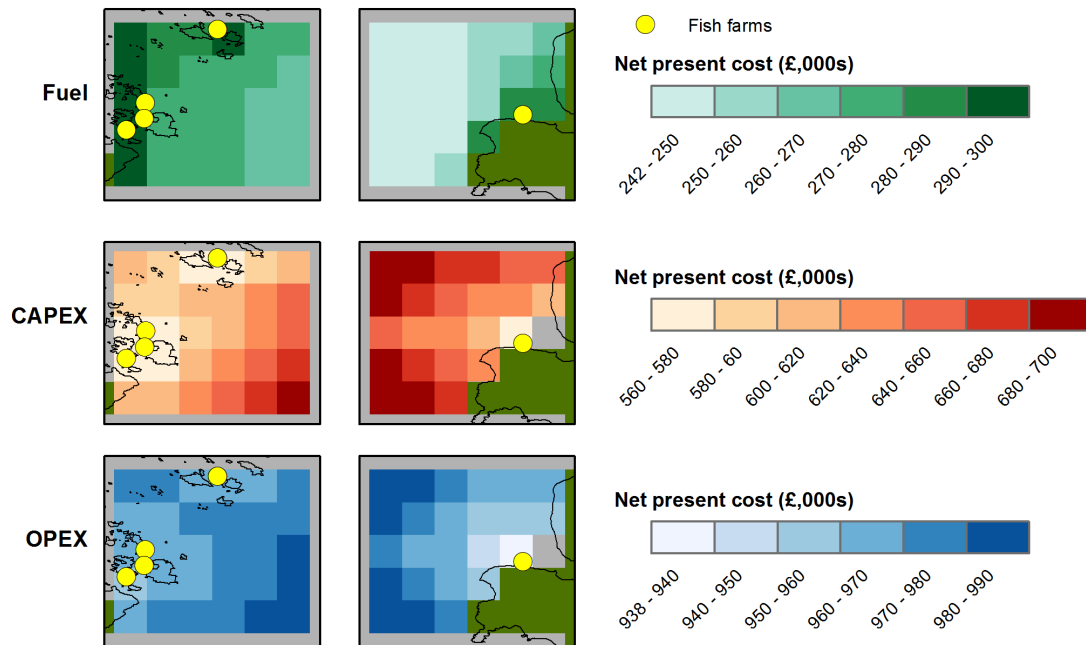 Fish farms
Fuel
Net present cost (£,000s)
242 - 250
250 - 260
260 - 270
270 - 280
280 - 290
290 - 300
CAPEX
Net present cost (£,000s)
560 - 580
580 - 60
600 - 620
620 - 640
640 - 660
660 - 680
680 - 700
OPEX
Net present cost (£,000s)
938 - 940
940 - 950
950 - 960
960 - 970
970 - 980
980 - 990